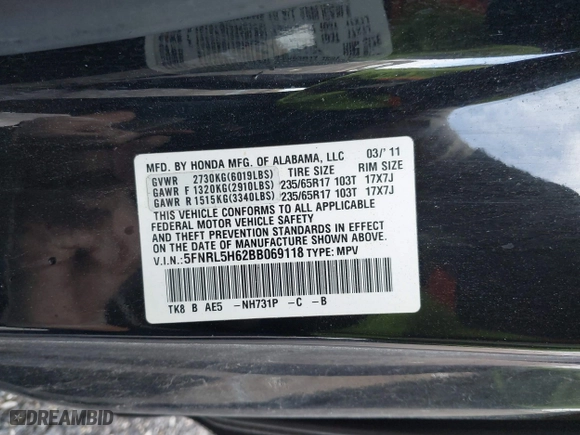 MFD. BY HONDA MFG. OF ALABAMA, LLC 03/'11
GVWR 2730KG(6019LBS) TIRE SIZE RIM SIZE
GAWR F 1320KG(2910LBS) 235/65R17 103T 17X7J
GAWR R 1515KG(3340LBS) 235/65R17 103T 17X7J
THIS VEHICLE CONFORMS TO ALL APPLICABLE
FEDERAL MOTOR VEHICLE SAFETY
AND THEFT PREVENTION STANDARDS IN EFFECT
ON THE DATE OF MANUFACTURE SHOWN ABOVE.
V.I.N.: 5FNRL5H62BB069118 TYPE: MPV
TK8 B AE5 -NH731P -C -B
DREAMBID